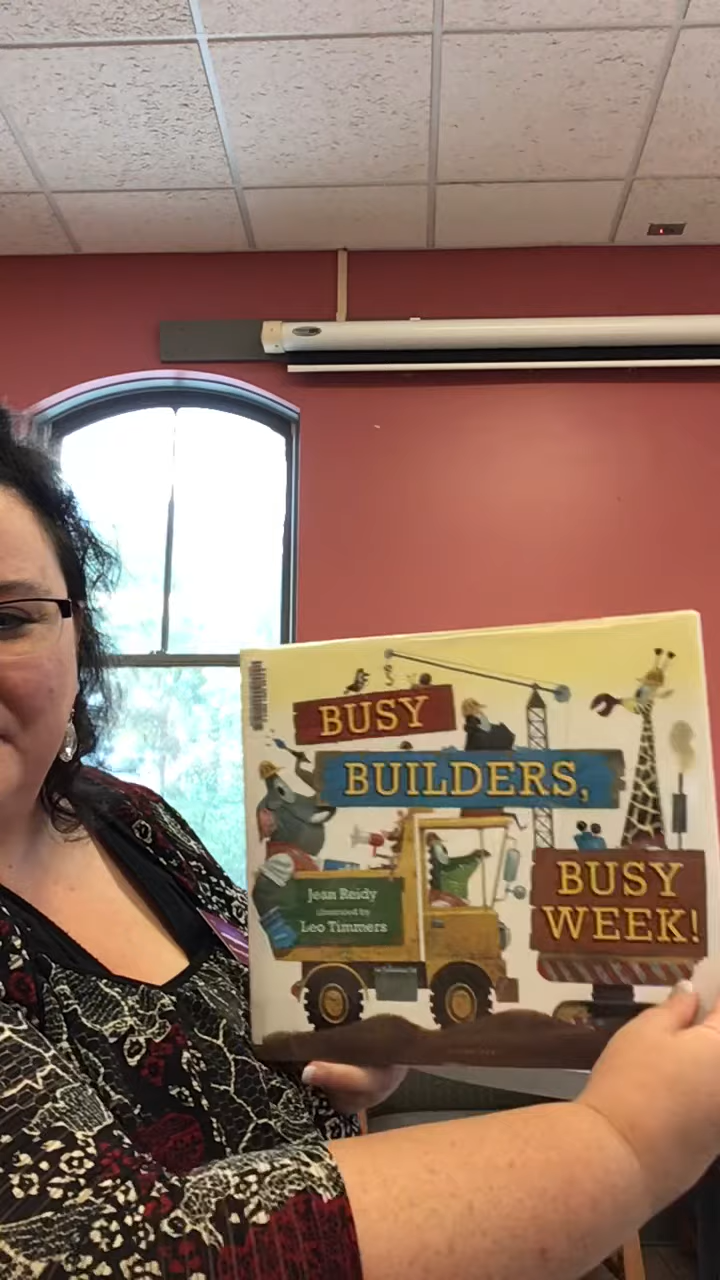 BUSY
BUILDERS,
BUSY
WEEK!
Jean Reidy
illustrated by
Leo Timmers